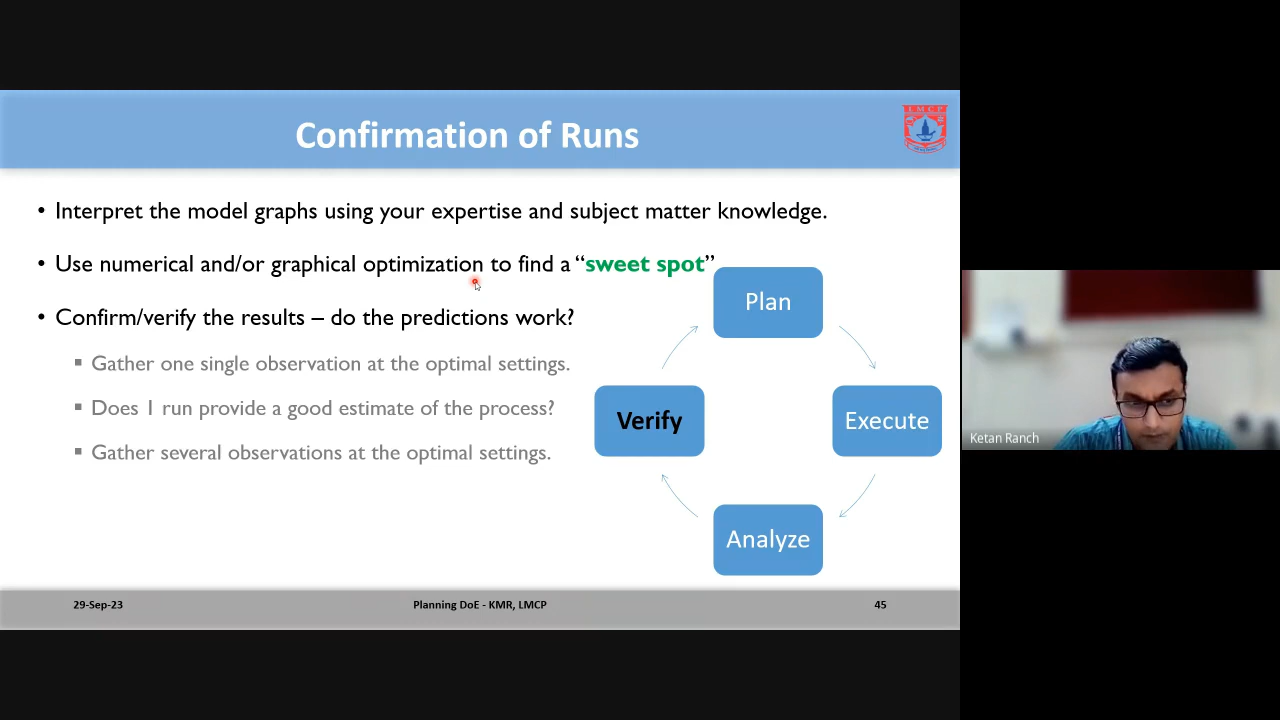 Confirmation of Runs
LMCP
• Interpret the model graphs using your expertise and subject matter knowledge.
• Use numerical and/or graphical optimization to find a “sweet spot”
• Confirm/verify the results – do the predictions work?
▪ Gather one single observation at the optimal settings.
▪ Does 1 run provide a good estimate of the process?
▪ Gather several observations at the optimal settings.
Plan
Verify
Execute
Analyze
Ketan Ranch
29-Sep-23
Planning DoE - KMR, LMCP
45